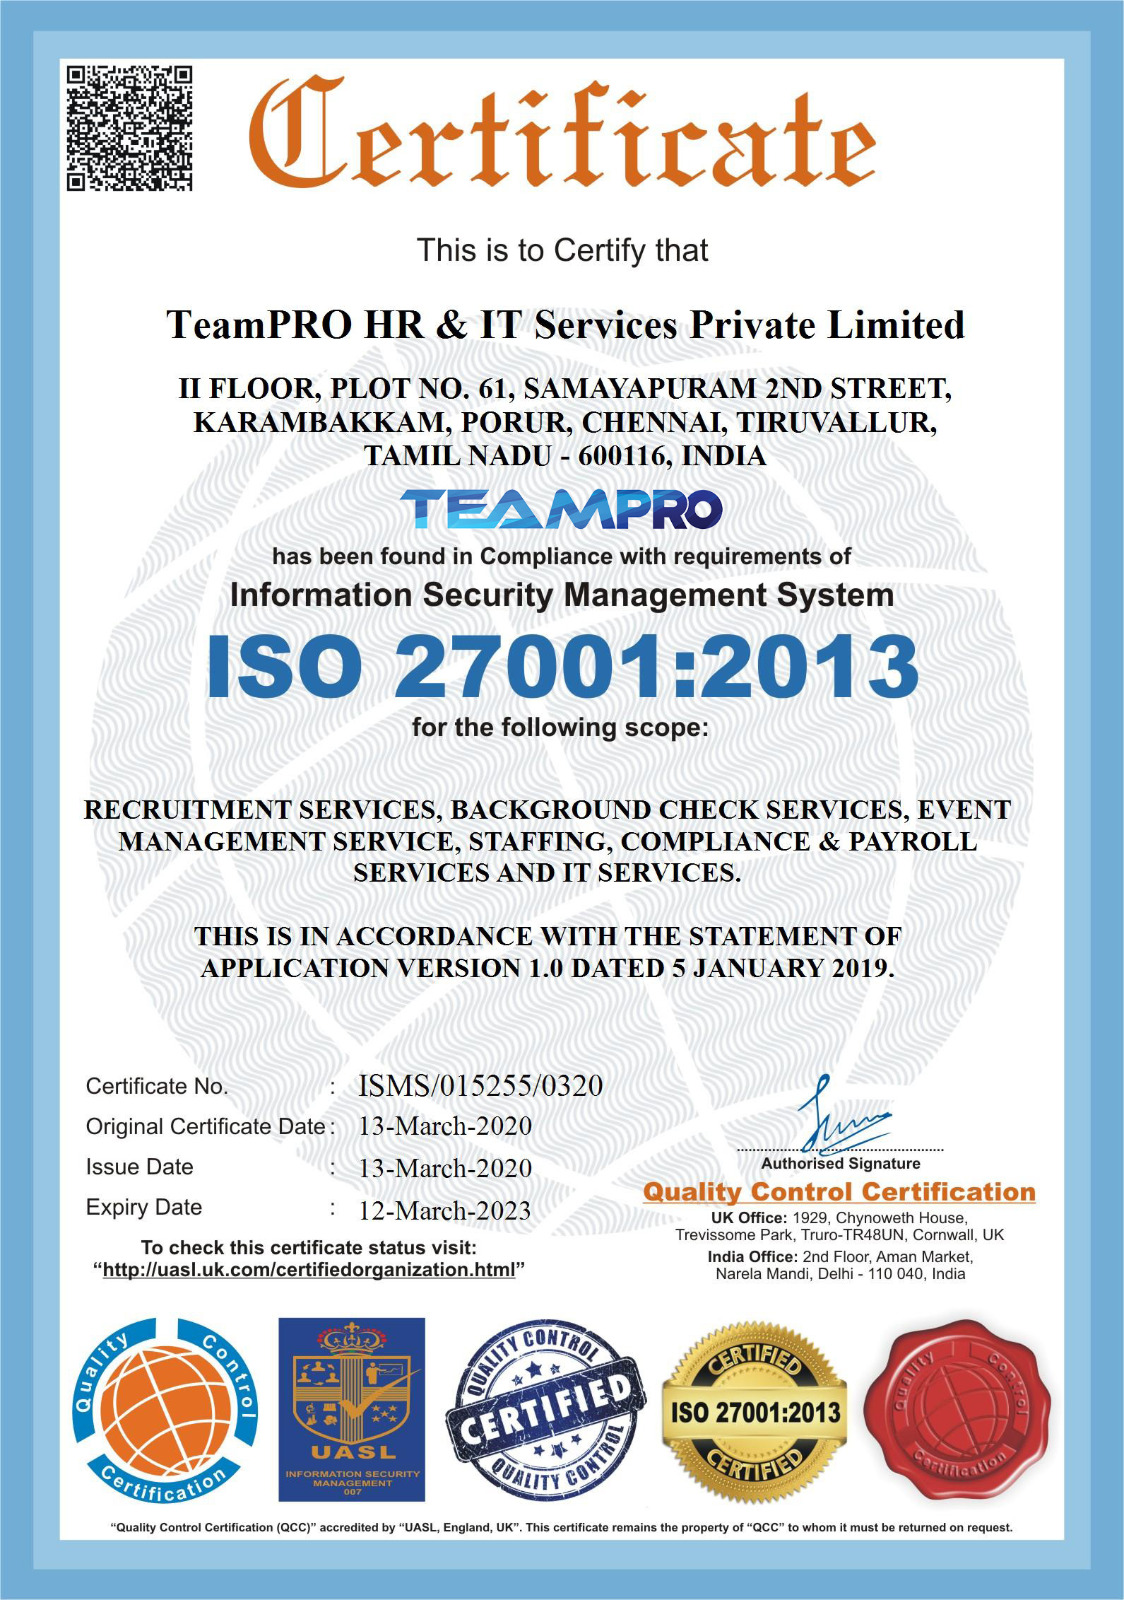 Certificate
This is to Certify that
TeamPRO HR & IT Services Private Limited
II FLOOR, PLOT NO. 61, SAMAYAPURAM 2ND STREET,
KARAMBAKKAM, PORUR, CHENNAI, TIRUVALLUR,
TAMIL NADU - 600116, INDIA
TEAMPRO
has been found in Compliance with requirements of
Information Security Management System
ISO 27001:2013
for the following scope:
RECRUITMENT SERVICES, BACKGROUND CHECK SERVICES, EVENT
MANAGEMENT SERVICE, STAFFING, COMPLIANCE & PAYROLL
SERVICES AND IT SERVICES.
THIS IS IN ACCORDANCE WITH THE STATEMENT OF
APPLICATION VERSION 1.0 DATED 5 JANUARY 2019.
Certificate No. : ISMS/015255/0320
Original Certificate Date : 13-March-2020
Issue Date : 13-March-2020
Expiry Date : 12-March-2023
To check this certificate status visit:
“http://uasl.uk.com/certifiedorganization.html”
Authorised Signature
Quality Control Certification
UK Office: 1929, Chynoweth House,
Trevissome Park, Truro-TR48UN, Cornwall, UK
India Office: 2nd Floor, Aman Market,
Narela Mandi, Delhi - 110 040, India
Quality Control
Certification
UASL
INFORMATION SECURITY
MANAGEMENT
007
QUALITY CONTROL
CERTIFIED
QUALITY CONTROL
CERTIFIED
ISO 27001:2013
CERTIFIED
Quality Control
Certification
“Quality Control Certification (QCC)” accredited by “UASL, England, UK”. This certificate remains the property of “QCC” to whom it must be returned on request.